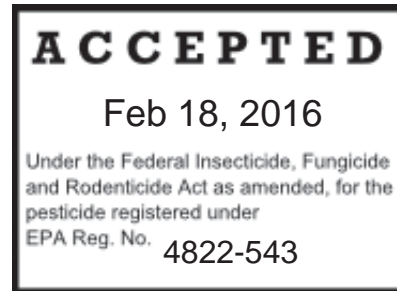 ACCEPTED
Feb 18, 2016
Under the Federal Insecticide, Fungicide
and Rodenticide Act as amended, for the
pesticide registered under
EPA Reg. No. 4822-543